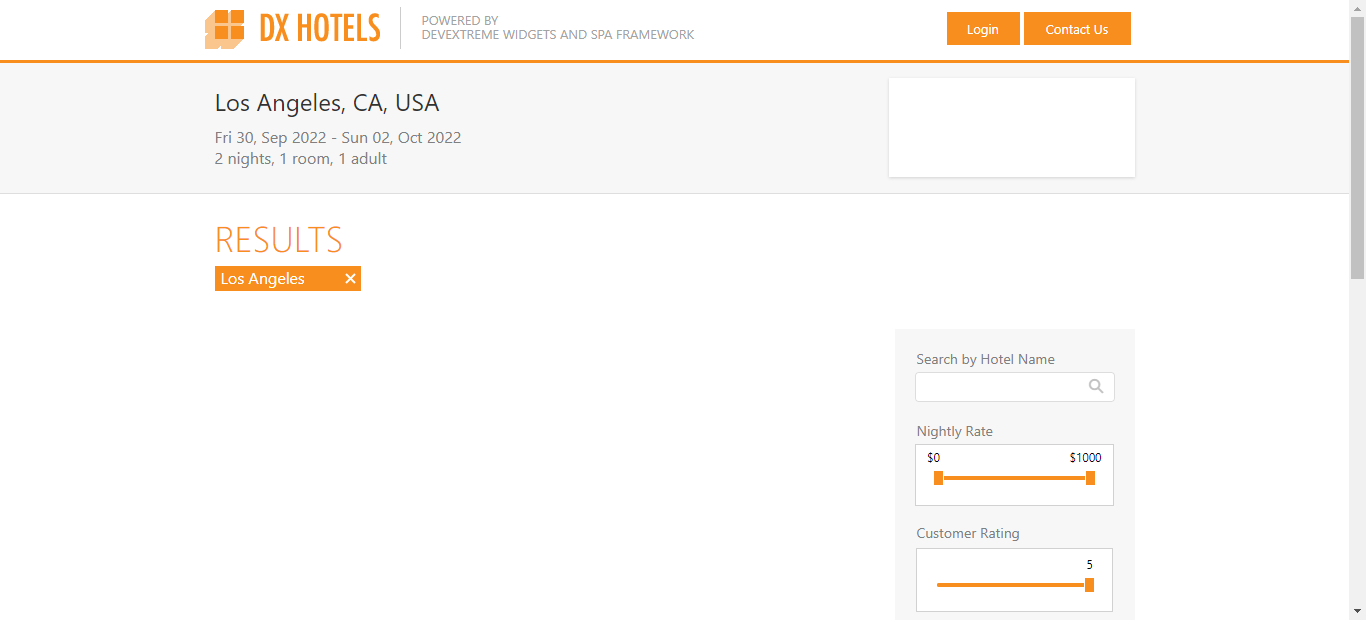 DX HOTELS
POWERED BY
DEVEXTREME WIDGETS AND SPA FRAMEWORK
Login
Contact Us
Los Angeles, CA, USA
Fri 30, Sep 2022 - Sun 02, Oct 2022
2 nights, 1 room, 1 adult
RESULTS
Los Angeles
Search by Hotel Name
Nightly Rate
$0 $1000
Customer Rating
5